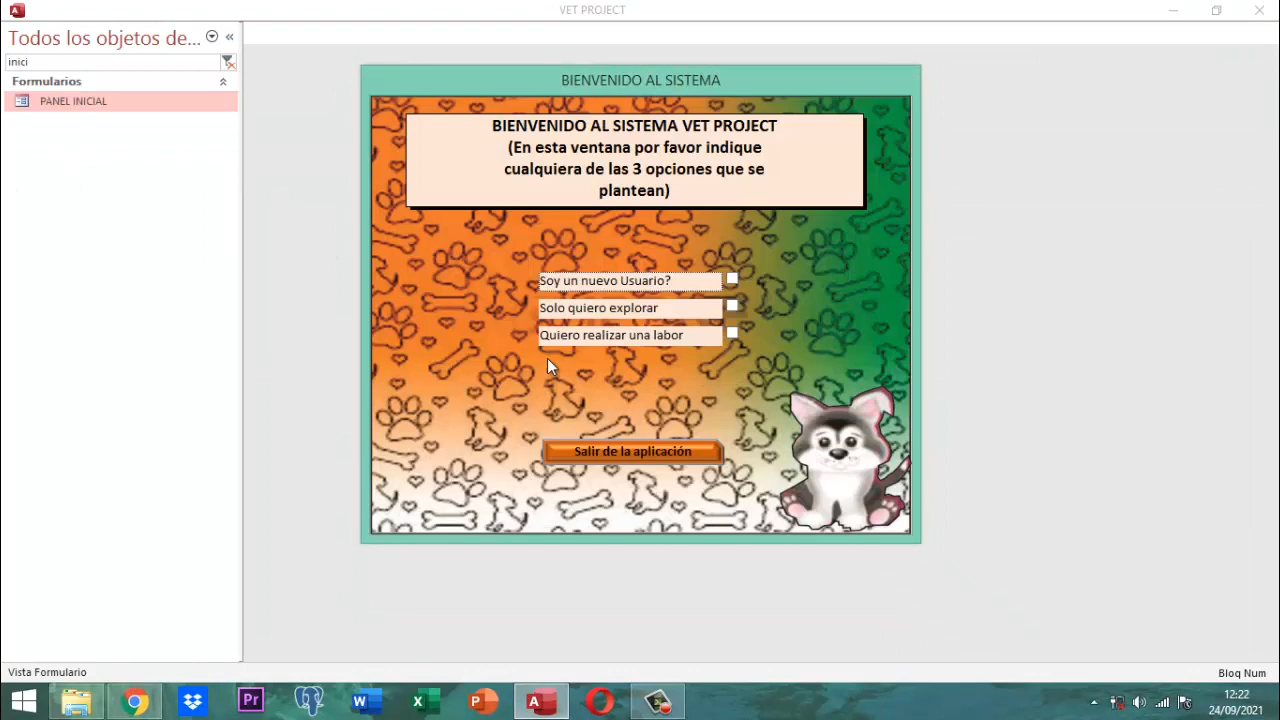 VET PROJECT
Todos los objetos de...
inici
Formularios
PANEL INICIAL
BIENVENIDO AL SISTEMA
BIENVENIDO AL SISTEMA VET PROJECT
(En esta ventana por favor indique
cualquiera de las 3 opciones que se
plantean)
Soy un nuevo Usuario?
Solo quiero explorar
Quiero realizar una labor
Salir de la aplicación
Vista Formulario
Bloq Num
12:22
24/09/2021